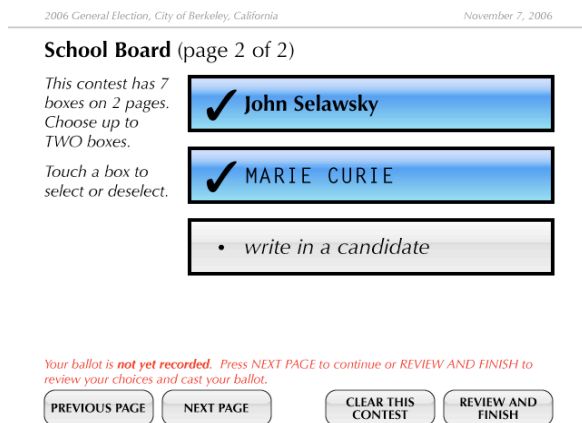 2006 General Election, City of Berkeley, California November 7, 2006
School Board (page 2 of 2)
This contest has 7
boxes on 2 pages.
Choose up to
TWO boxes.
Touch a box to
select or deselect.
✓ John Selawsky
✓ MARIE CURIE
• write in a candidate
Your ballot is not yet recorded. Press NEXT PAGE to continue or REVIEW AND FINISH to
review your choices and cast your ballot.
PREVIOUS PAGE
NEXT PAGE
CLEAR THIS
CONTEST
REVIEW AND
FINISH